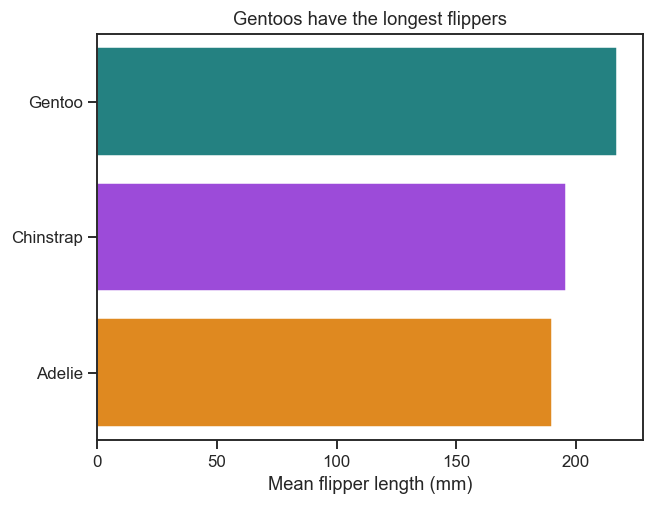 Gentoos have the longest flippers
Gentoo
Chinstrap
Adelie
0 50 100 150 200
Mean flipper length (mm)